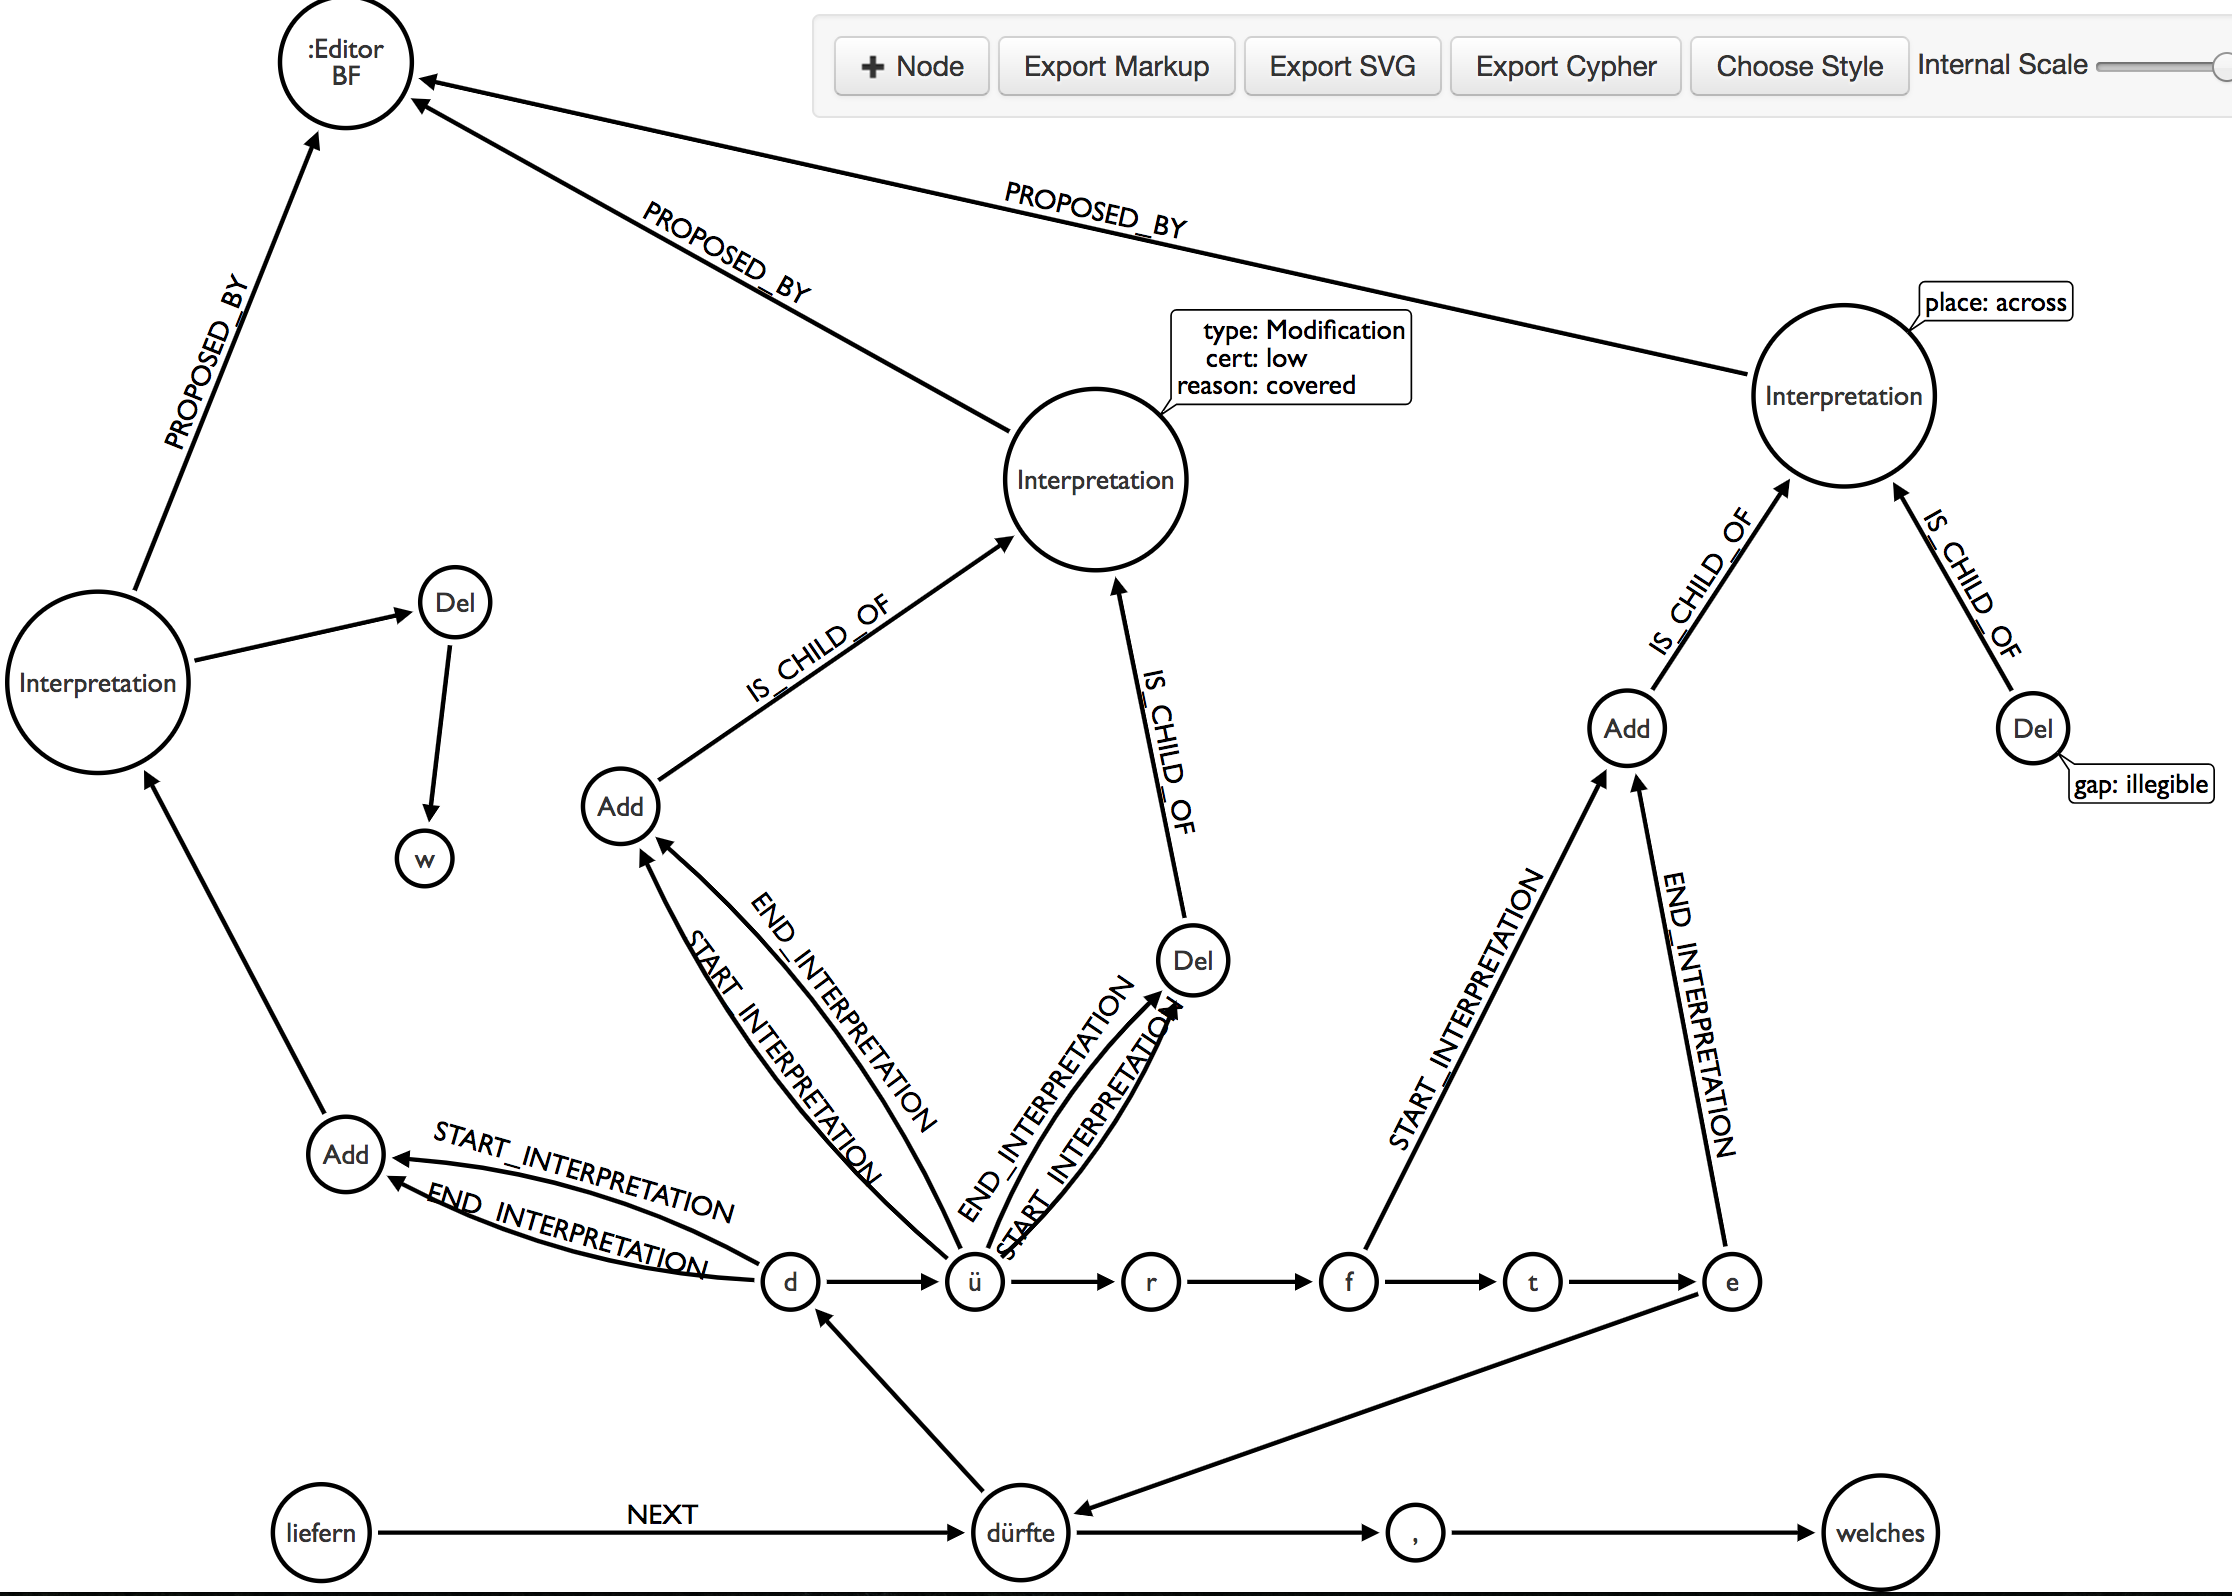 :Editor
BF
Node
Export Markup
Export SVG
Export Cypher
Choose Style
Internal Scale
PROPOSED_BY
PROPOSED_BY
PROPOSED_BY
place: across
type: Modification
cert: low
reason: covered
Interpretation
Interpretation
IS_CHILD_OF
IS_CHILD_OF
Del
IS_CHILD_OF
Interpretation
IS_CHILD_OF
Add
Del
gap: illegible
Add
w
END_INTERPRETATION
START_INTERPRETATION
Del
START_INTERPRETATION
END_INTERPRETATION
END_INTERPRETATION
START_INTERPRETATION
Add
START_INTERPRETATION
END_INTERPRETATION
d
ü
r
f
t
e
liefern
NEXT
dürfte
,
welches